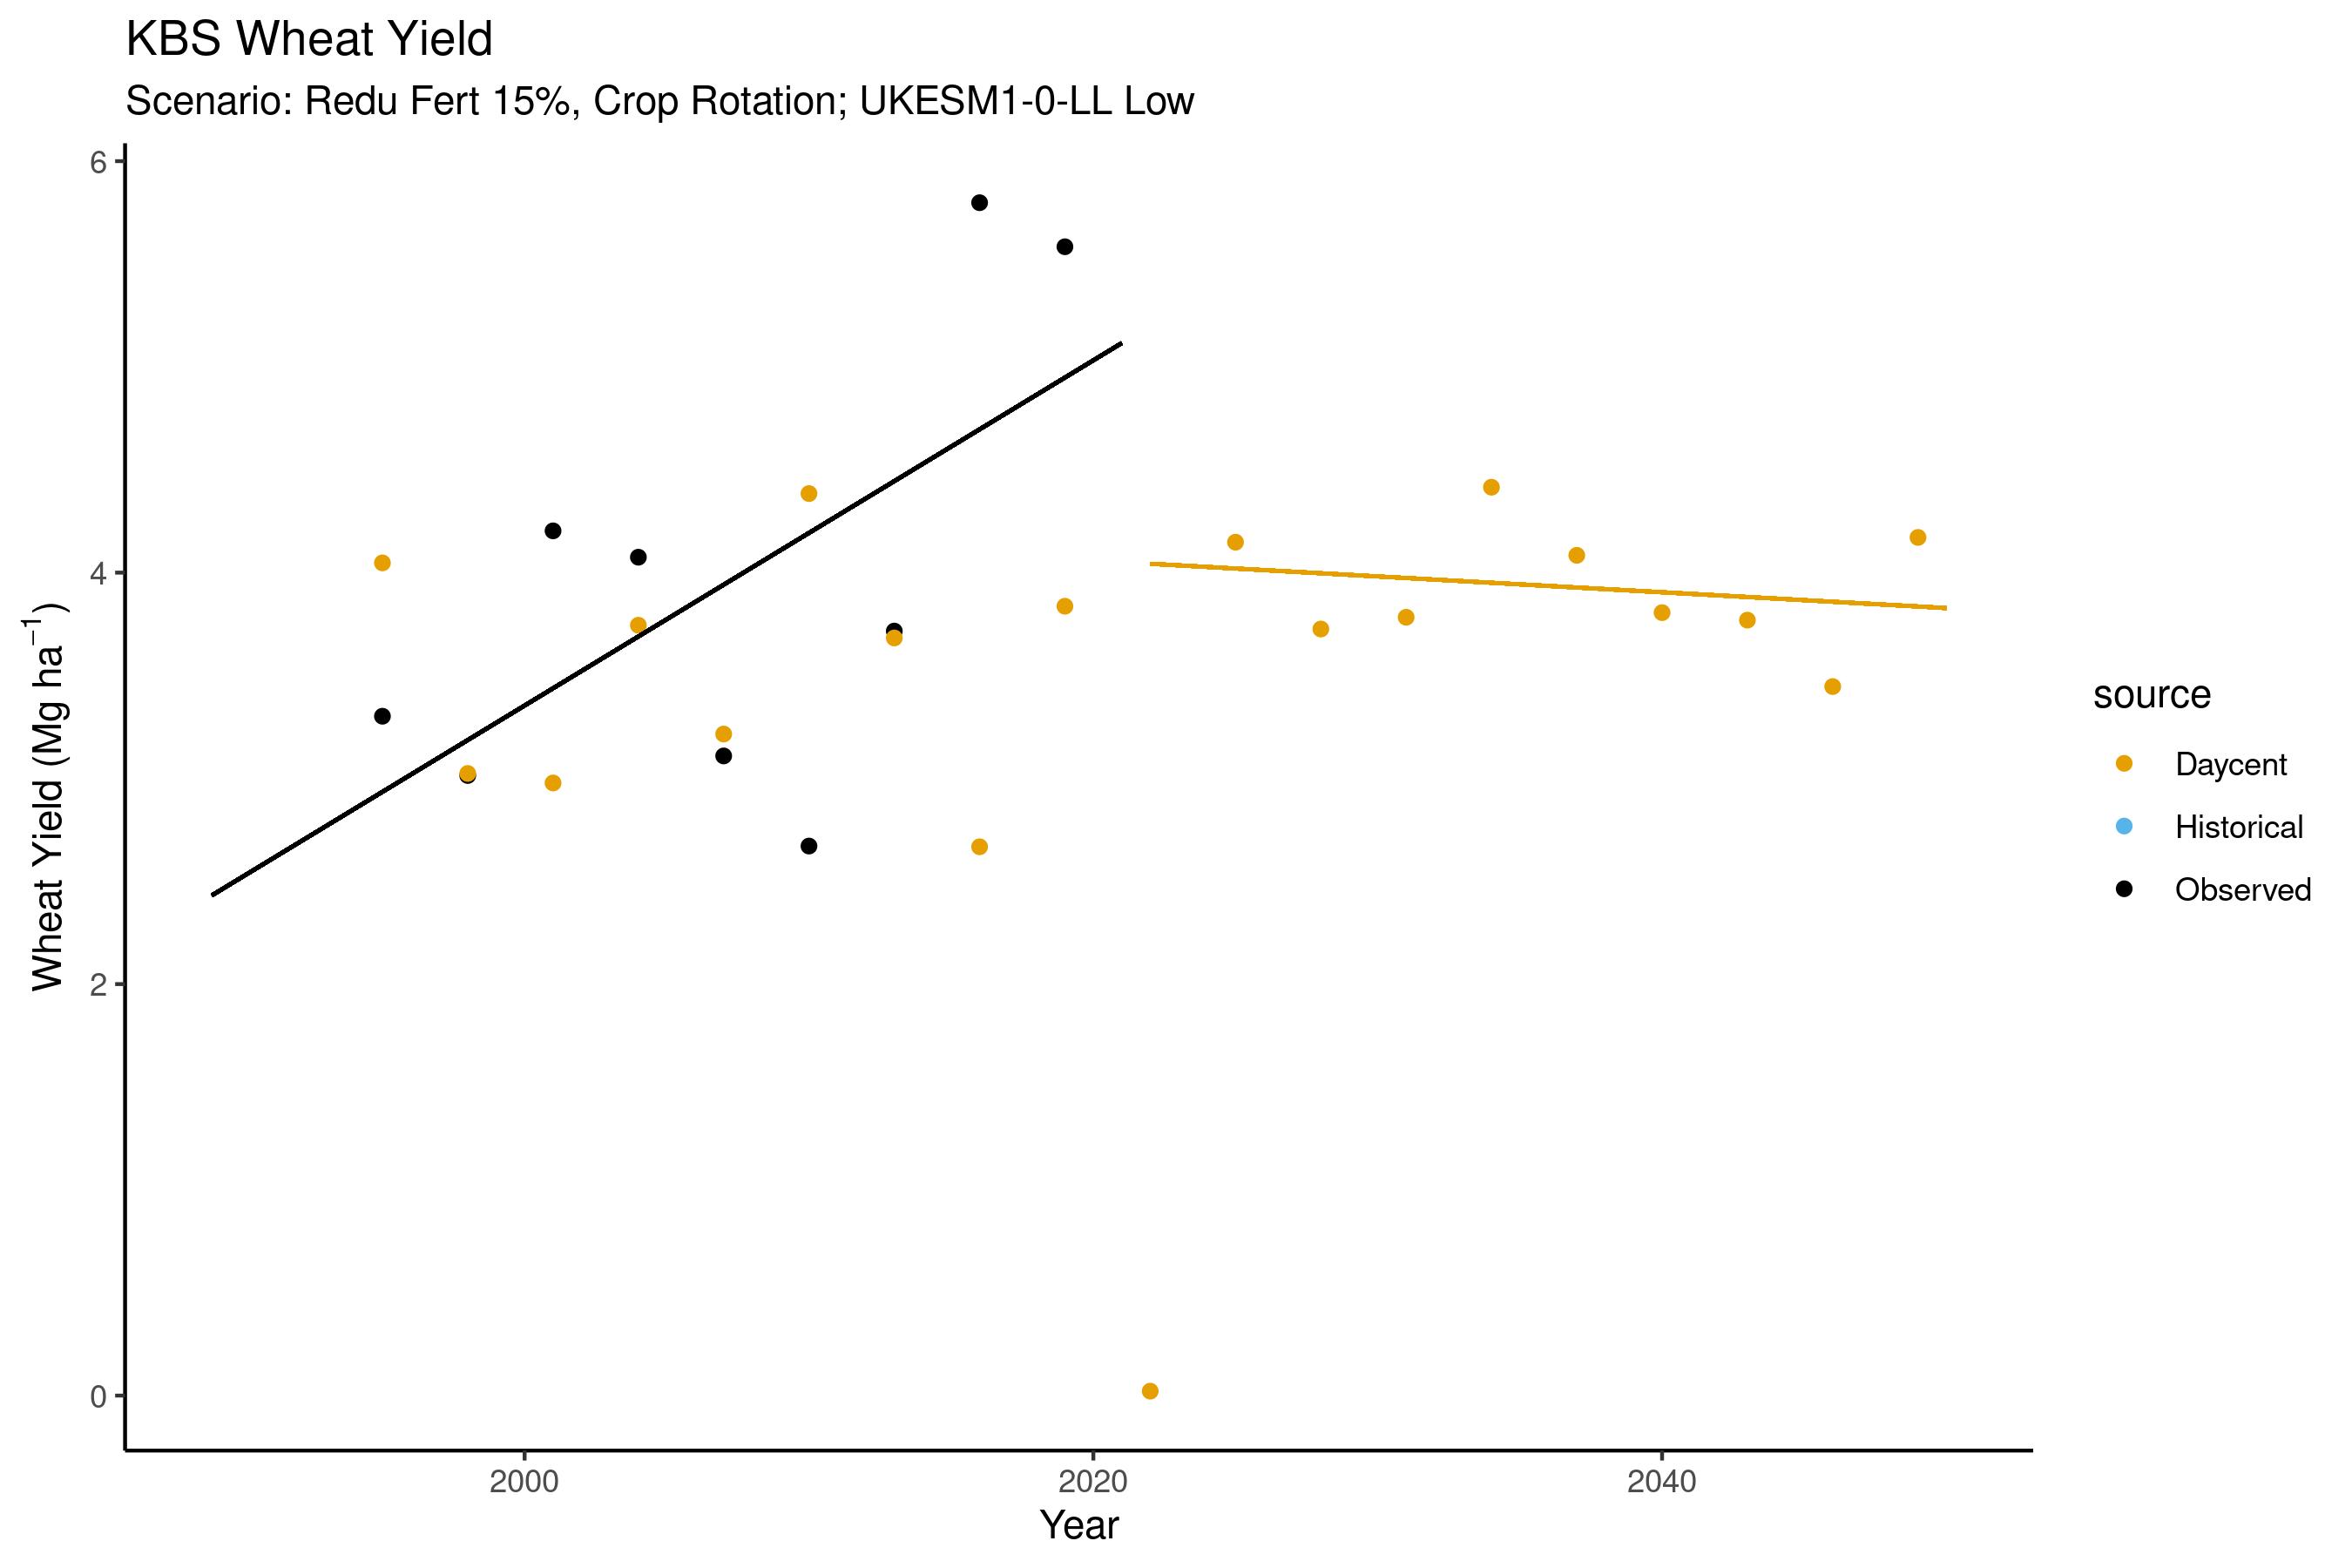 KBS Wheat Yield
Scenario: Redu Fert 15%, Crop Rotation; UKESM1-0-LL Low
Wheat Yield (Mg ha⁻¹)
6
4
2
0
2000
2020
2040
Year
source
Daycent
Historical
Observed